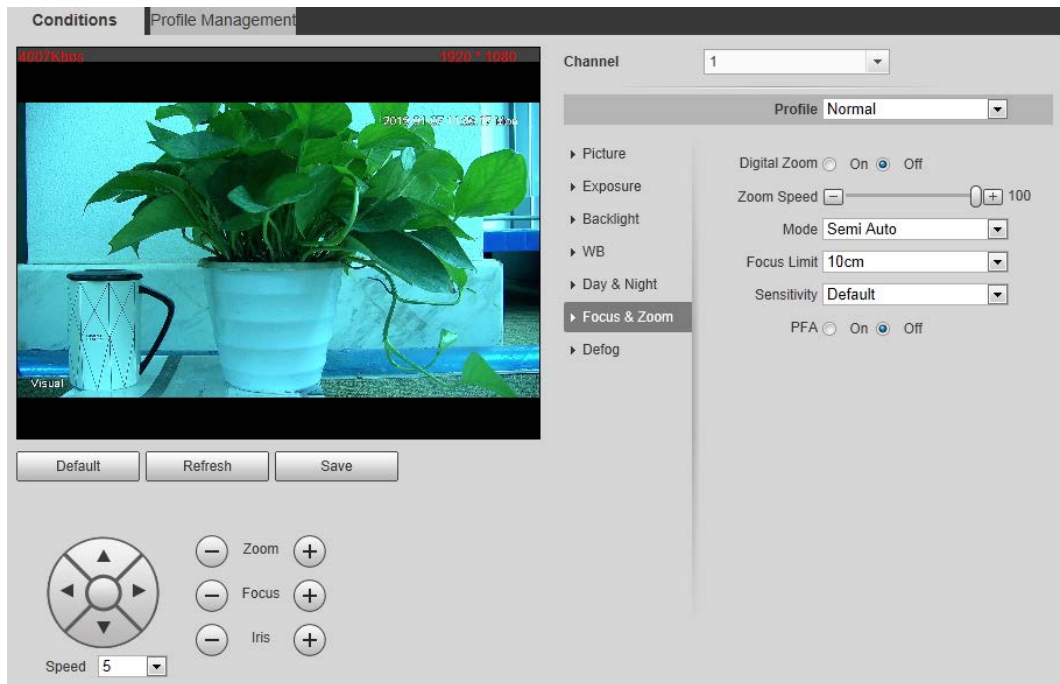 Conditions
Profile Management
4007Kbps
1920 * 1080
Visual
Default
Refresh
Save
Zoom
Focus
Iris
Speed 5
Channel 1
Profile Normal
Picture
Exposure
Backlight
WB
Day & Night
Focus & Zoom
Defog
Digital Zoom On Off
Zoom Speed 100
Mode Semi Auto
Focus Limit 10cm
Sensitivity Default
PFA On Off